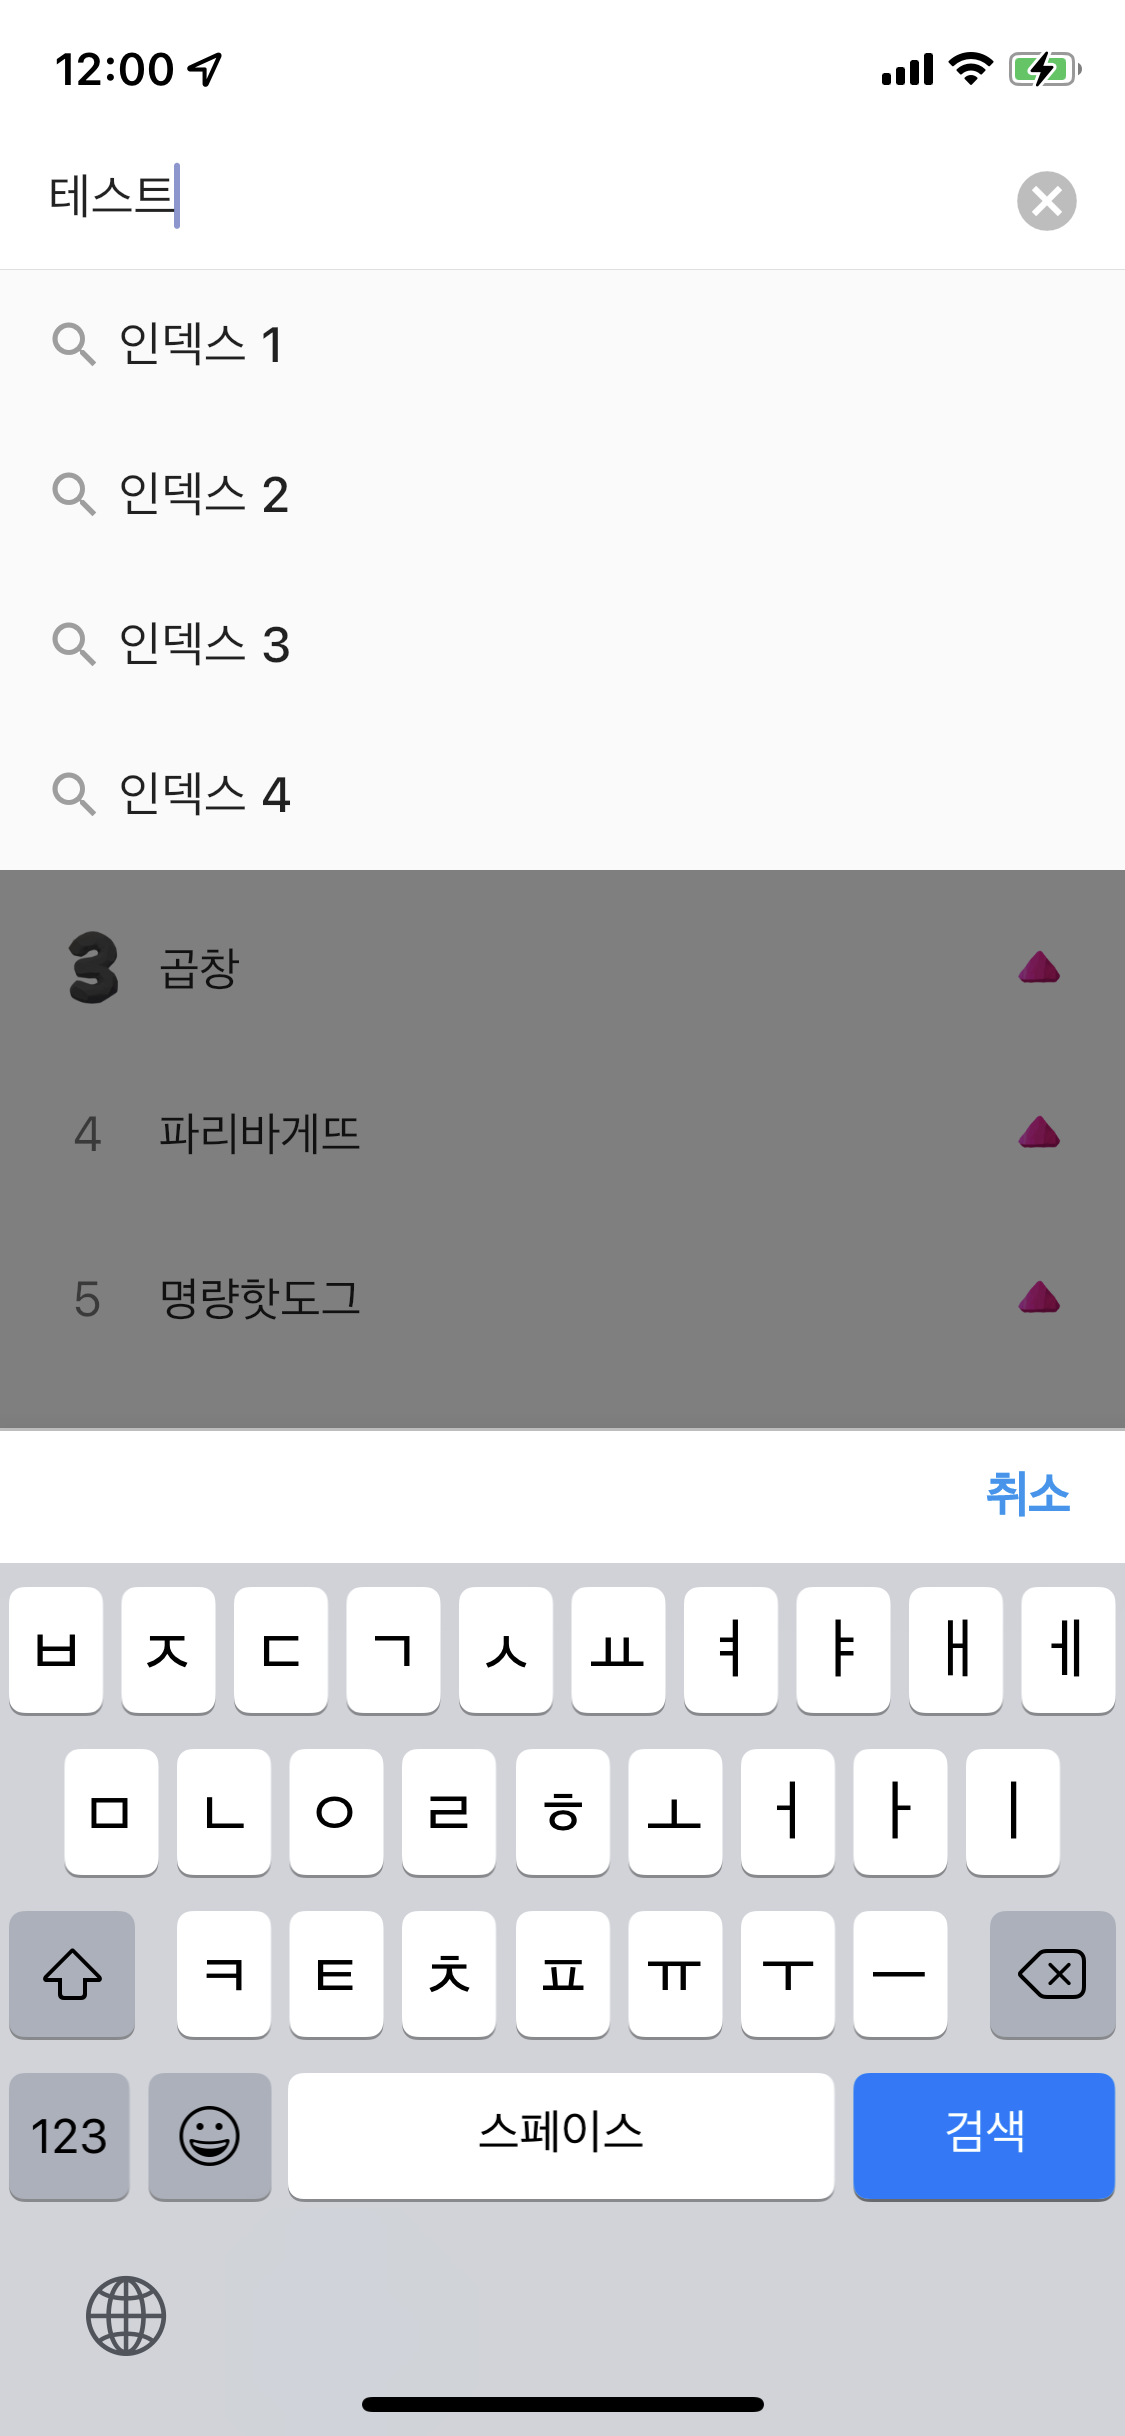 12:00
테스트
인덱스 1
인덱스 2
인덱스 3
인덱스 4
3 곱창
4 파리바게뜨
5 명량핫도그
취소
ㅂ ㅈ ㄷ ㄱ ㅅ ㅛ ㅕ ㅑ ㅐ ㅔ
ㅁ ㄴ ㅇ ㄹ ㅎ ㅗ ㅓ ㅏ ㅣ
ㅋ ㅌ ㅊ ㅍ ㅠ ㅜ ㅡ
123 스페이스 검색